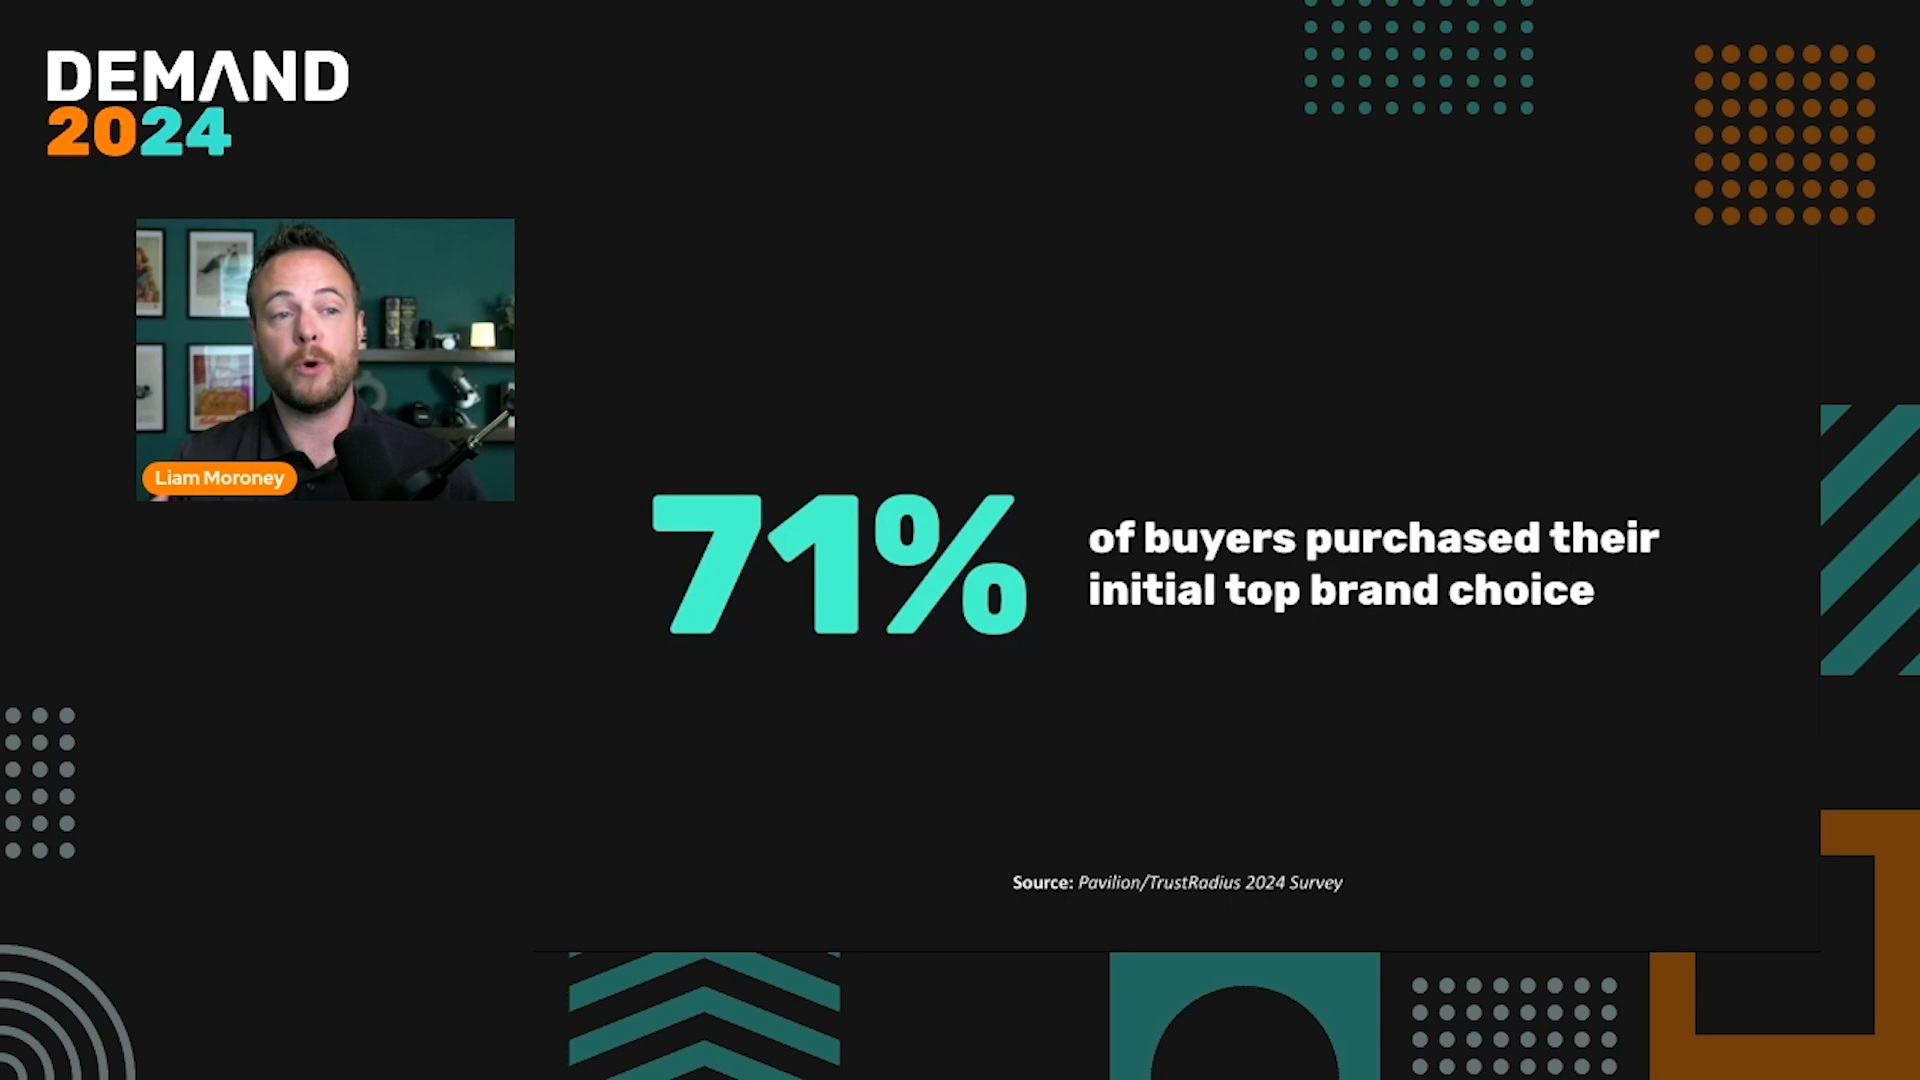 DEMAND
2024
Liam Moroney
71%
of buyers purchased their
initial top brand choice
Source: Pavilion/TrustRadius 2024 Survey